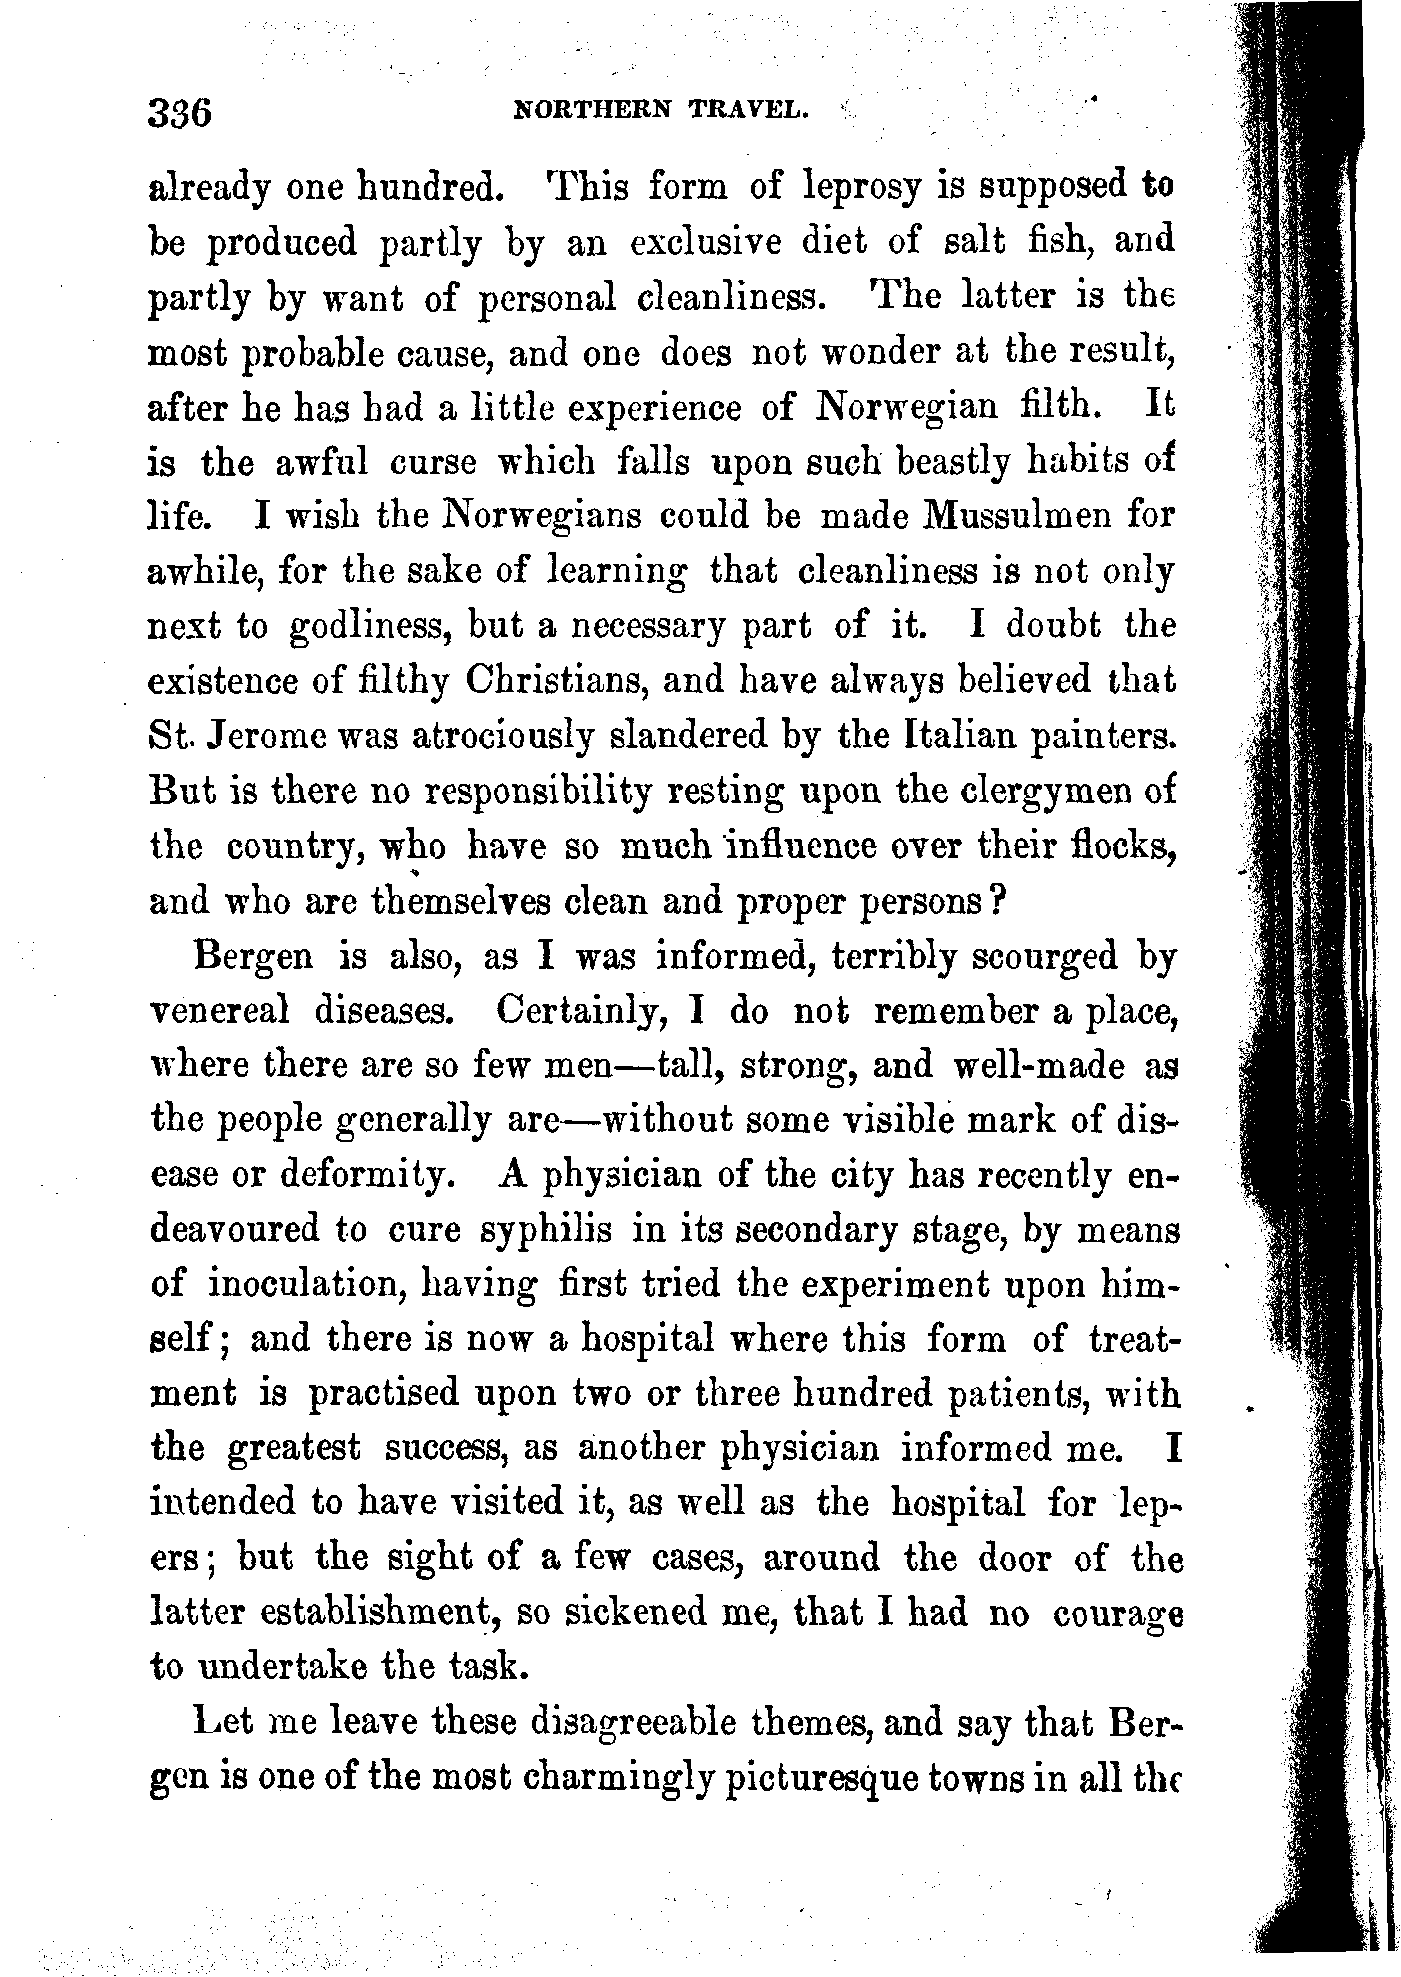 336 NORTHERN TRAVEL.
already one hundred. This form of leprosy is supposed to
be produced partly by an exclusive diet of salt fish, and
partly by want of personal cleanliness. The latter is the
most probable cause, and one does not wonder at the result,
after he has had a little experience of Norwegian filth. It
is the awful curse which falls upon such beastly habits of
life. I wish the Norwegians could be made Mussulmen for
awhile, for the sake of learning that cleanliness is not only
next to godliness, but a necessary part of it. I doubt the
existence of filthy Christians, and have always believed that
St. Jerome was atrociously slandered by the Italian painters.
But is there no responsibility resting upon the clergymen of
the country, who have so much influence over their flocks,
and who are themselves clean and proper persons?
Bergen is also, as I was informed, terribly scourged by
venereal diseases. Certainly, I do not remember a place,
where there are so few men—tall, strong, and well-made as
the people generally are—without some visible mark of dis-
ease or deformity. A physician of the city has recently en-
deavoured to cure syphilis in its secondary stage, by means
of inoculation, having first tried the experiment upon him-
self; and there is now a hospital where this form of treat-
ment is practised upon two or three hundred patients, with
the greatest success, as another physician informed me. I
intended to have visited it, as well as the hospital for lep-
ers; but the sight of a few cases, around the door of the
latter establishment, so sickened me, that I had no courage
to undertake the task.
Let me leave these disagreeable themes, and say that Ber-
gen is one of the most charmingly picturesque towns in all the